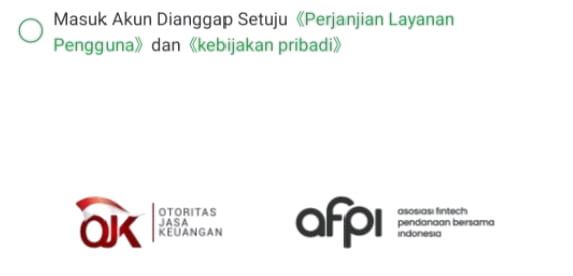 Masuk Akun Dianggap Setuju《Perjanjian Layanan
Pengguna》dan《kebijakan pribadi》
OJK
OTORITAS
JASA
KEUANGAN
afpi
asosiasi fintech
pendanaan bersama
indonesia